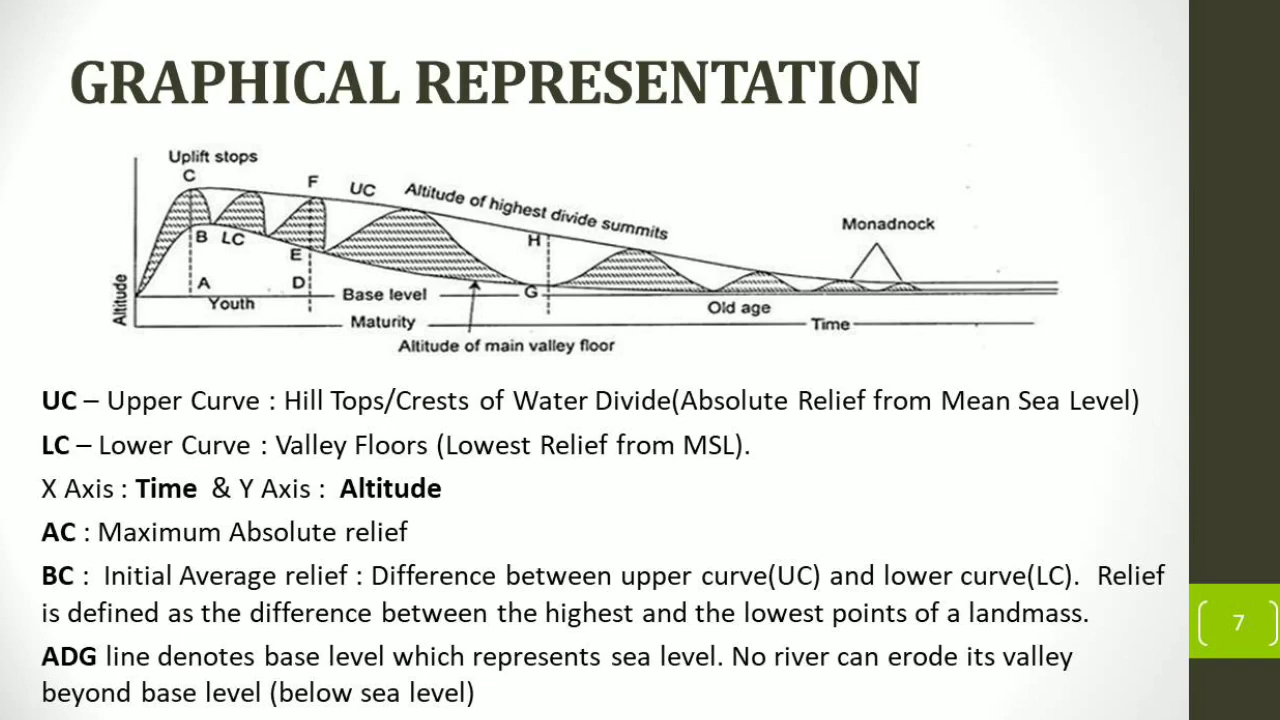 GRAPHICAL REPRESENTATION
Uplift stops
C
F
UC
Altitude of highest divide summits
Monadnock
B
LC
H
E
A
D
G
Altitude
Youth
Base level
Old age
Maturity
Time
Altitude of main valley floor
UC – Upper Curve : Hill Tops/Crests of Water Divide(Absolute Relief from Mean Sea Level)
LC – Lower Curve : Valley Floors (Lowest Relief from MSL).
X Axis : Time & Y Axis : Altitude
AC : Maximum Absolute relief
BC : Initial Average relief : Difference between upper curve(UC) and lower curve(LC). Relief
is defined as the difference between the highest and the lowest points of a landmass.
ADG line denotes base level which represents sea level. No river can erode its valley
beyond base level (below sea level)
7